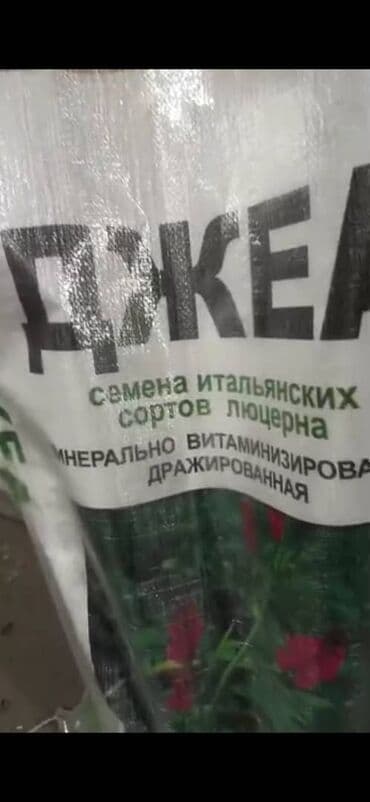 ДЖЕА
семена итальянских
сортов люцерна
ИНЕРАЛЬНО ВИТАМИНИЗИРОВА
ДРАЖИРОВАННАЯ